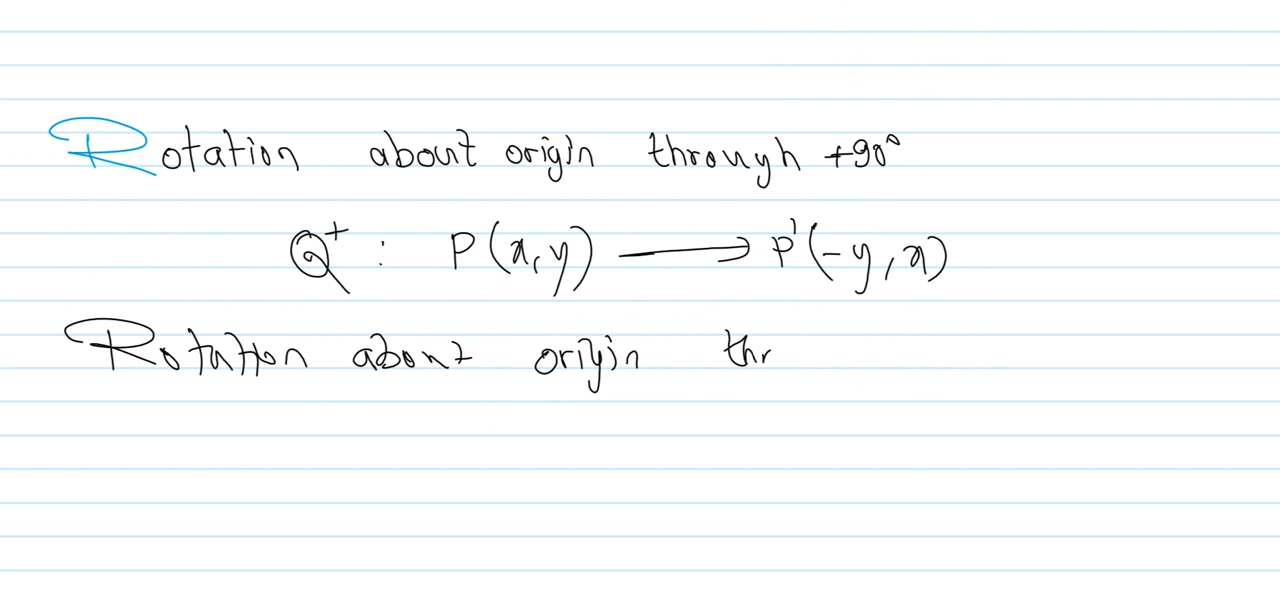 Rotation about origin through +90°
Q⁺ : P(x,y) ⟶ P'(-y,x)
Rotation about origin thr